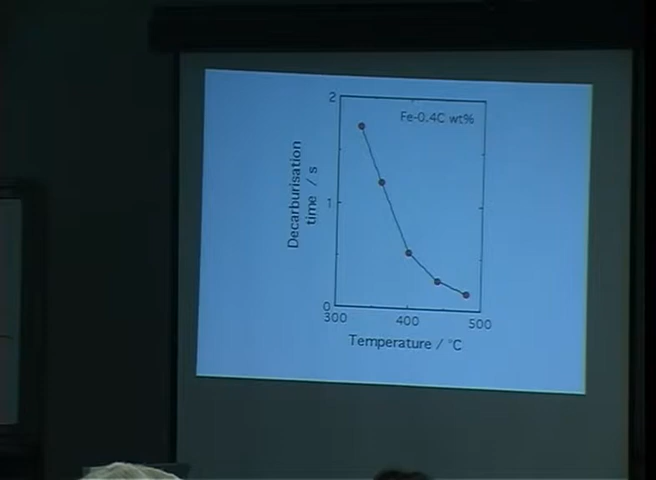 2
Fe-0.4C wt%
Decarburisation
time / s
1
0
300
400
500
Temperature / °C